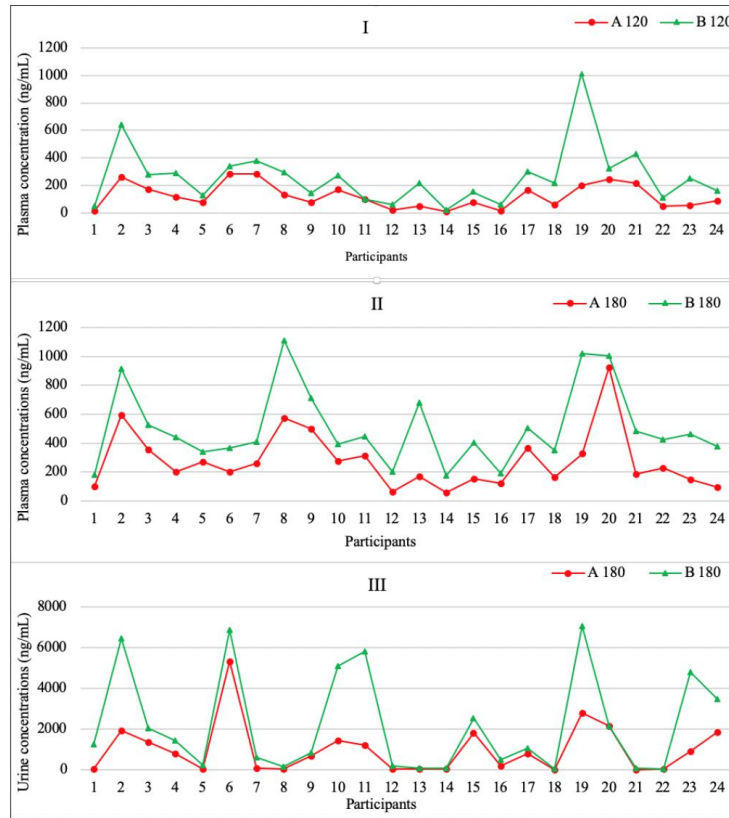 I
A 120 B 120
Plasma concentration (ng/mL)
1200
1000
800
600
400
200
0
1 2 3 4 5 6 7 8 9 10 11 12 13 14 15 16 17 18 19 20 21 22 23 24
Participants
II
A 180 B 180
Plasma concentrations (ng/mL)
1200
1000
800
600
400
200
0
1 2 3 4 5 6 7 8 9 10 11 12 13 14 15 16 17 18 19 20 21 22 23 24
Participants
III
A 180 B 180
Urine concentrations (ng/mL)
8000
6000
4000
2000
0
1 2 3 4 5 6 7 8 9 10 11 12 13 14 15 16 17 18 19 20 21 22 23 24
Participants